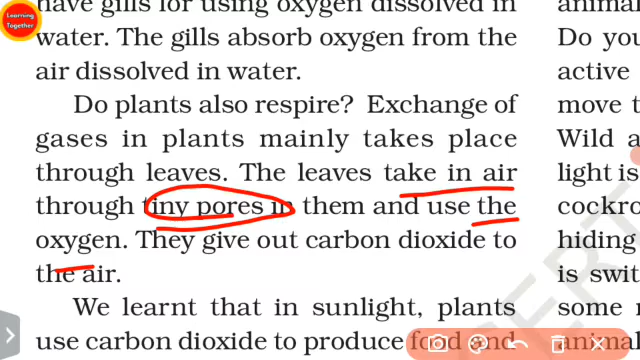 Learning
Together
have gills for using oxygen dissolved in
water. The gills absorb oxygen from the
air dissolved in water.
Do plants also respire? Exchange of
gases in plants mainly takes place
through leaves. The leaves take in air
through tiny pores in them and use the
oxygen. They give out carbon dioxide to
the air.
We learnt that in sunlight, plants
use carbon dioxide to produce food and
animal
Do you
active
move t
Wild a
light is
cockro
hiding
is swit
some
animal